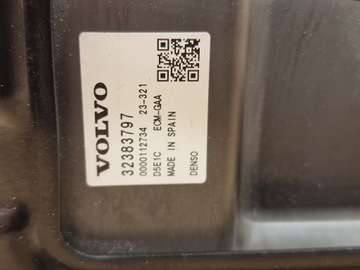 VOLVO
32383797
0000112734 23-321
D5E1C ECM-GAA
MADE IN SPAIN
DENSO